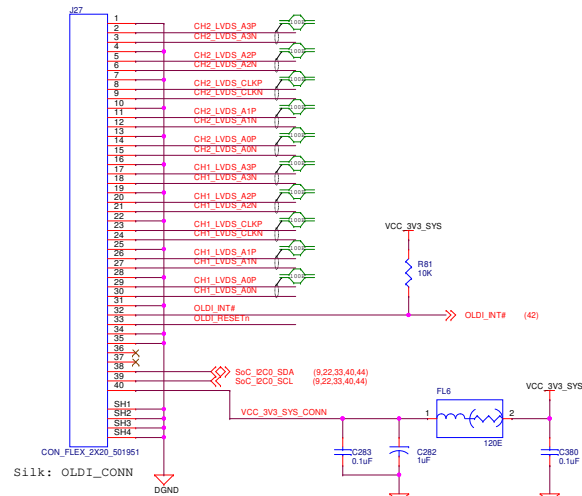 J27
1
2 CH2_LVDS_A3P
3 CH2_LVDS_A3N
4
5 CH2_LVDS_A2P
6 CH2_LVDS_A2N
7
8 CH2_LVDS_CLKP
9 CH2_LVDS_CLKN
10
11 CH2_LVDS_A1P
12 CH2_LVDS_A1N
13
14 CH2_LVDS_A0P
15 CH2_LVDS_A0N
16
17 CH1_LVDS_A3P
18 CH1_LVDS_A3N
19
20 CH1_LVDS_A2P
21 CH1_LVDS_A2N
22
23 CH1_LVDS_CLKP
24 CH1_LVDS_CLKN
25
26 CH1_LVDS_A1P
27 CH1_LVDS_A1N
28
29 CH1_LVDS_A0P
30 CH1_LVDS_A0N
31
32 OLDI_INT#
33 OLDI_RESETn
34
35
36
37
38 SoC_I2C0_SDA (9,22,33,40,44)
39 SoC_I2C0_SCL (9,22,33,40,44)
40
VCC_3V3_SYS_CONN
SH1
SH2
SH3
SH4
CON_FLEX_2X20_501951
Silk: OLDI_CONN
DGND
VCC_3V3_SYS
R81
10K
OLDI_INT# (42)
FL6
1 2
120E
VCC_3V3_SYS
C283
0.1uF
C282
1uF
C380
0.1uF